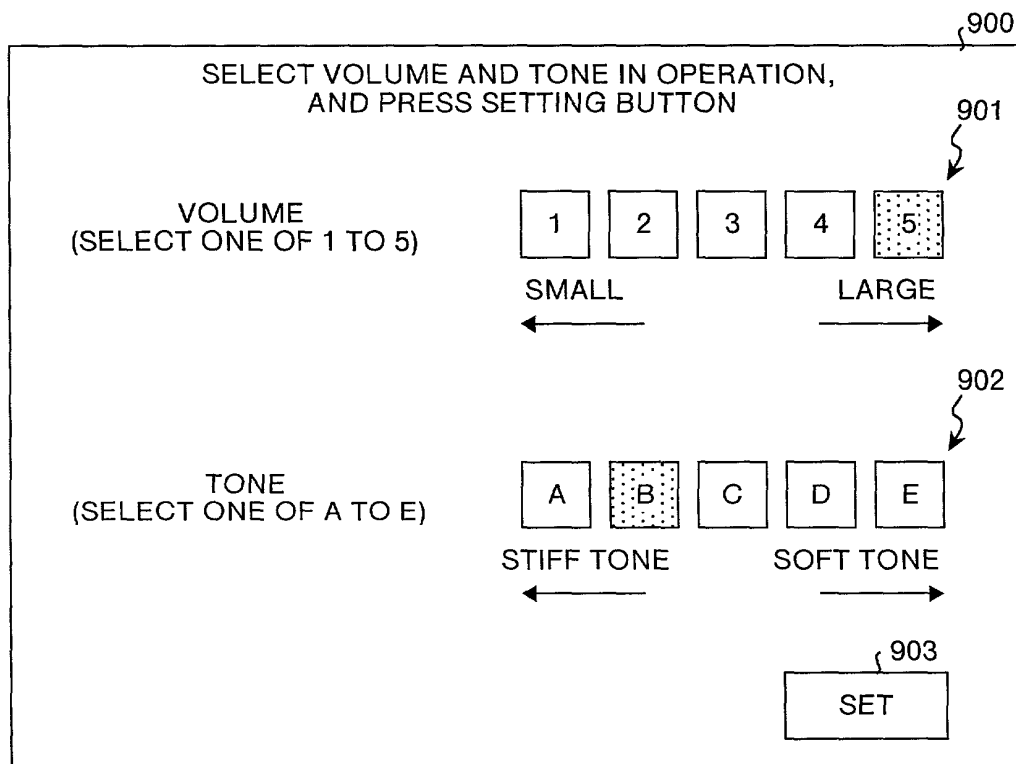 900
SELECT VOLUME AND TONE IN OPERATION,
AND PRESS SETTING BUTTON
901
VOLUME
(SELECT ONE OF 1 TO 5)
1 2 3 4 5
SMALL LARGE
902
TONE
(SELECT ONE OF A TO E)
A B C D E
STIFF TONE SOFT TONE
903
SET